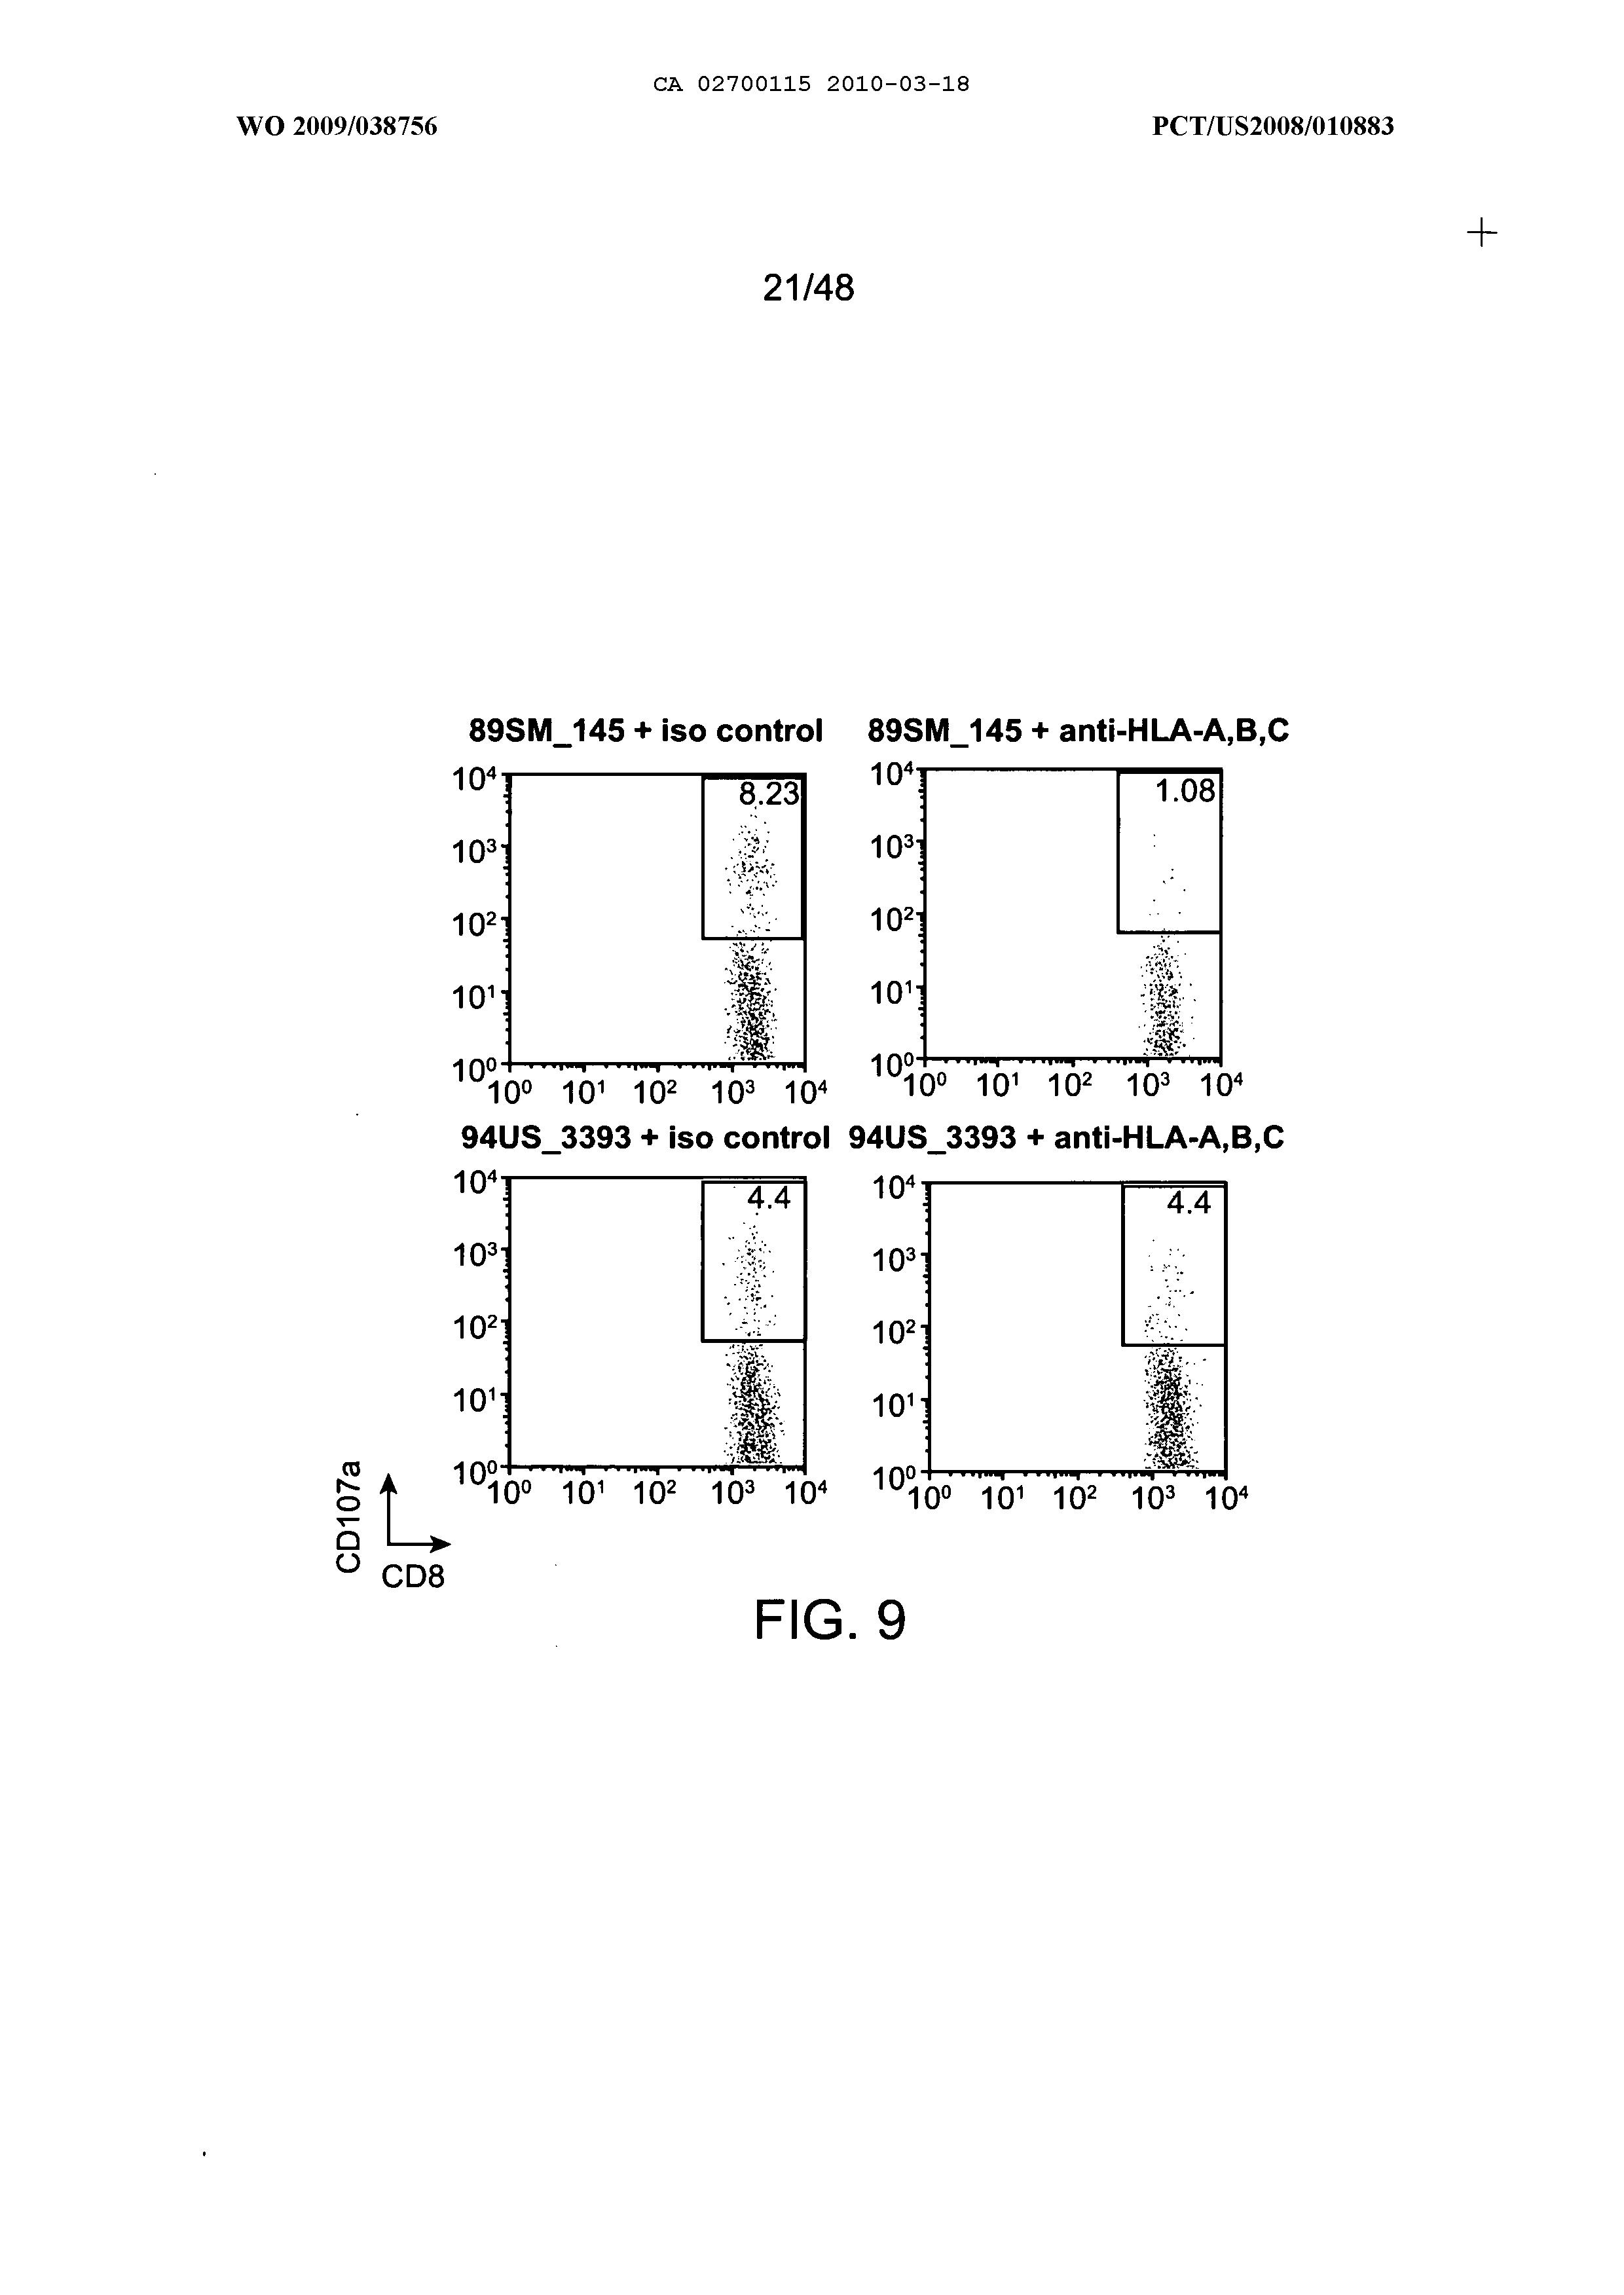 CA 02700115 2010-03-18
WO 2009/038756 PCT/US2008/010883
21/48
89SM_145 + iso control 89SM_145 + anti-HLA-A,B,C
10⁴ 8.23 10⁴ 1.08
10³ 10³
10² 10²
10¹ 10¹
10⁰ 10⁰
10⁰ 10¹ 10² 10³ 10⁴ 10⁰ 10¹ 10² 10³ 10⁴
94US_3393 + iso control 94US_3393 + anti-HLA-A,B,C
10⁴ 4.4 10⁴ 4.4
10³ 10³
10² 10²
10¹ 10¹
10⁰ 10⁰
10⁰ 10¹ 10² 10³ 10⁴ 10⁰ 10¹ 10² 10³ 10⁴
CD107a
CD8
FIG. 9